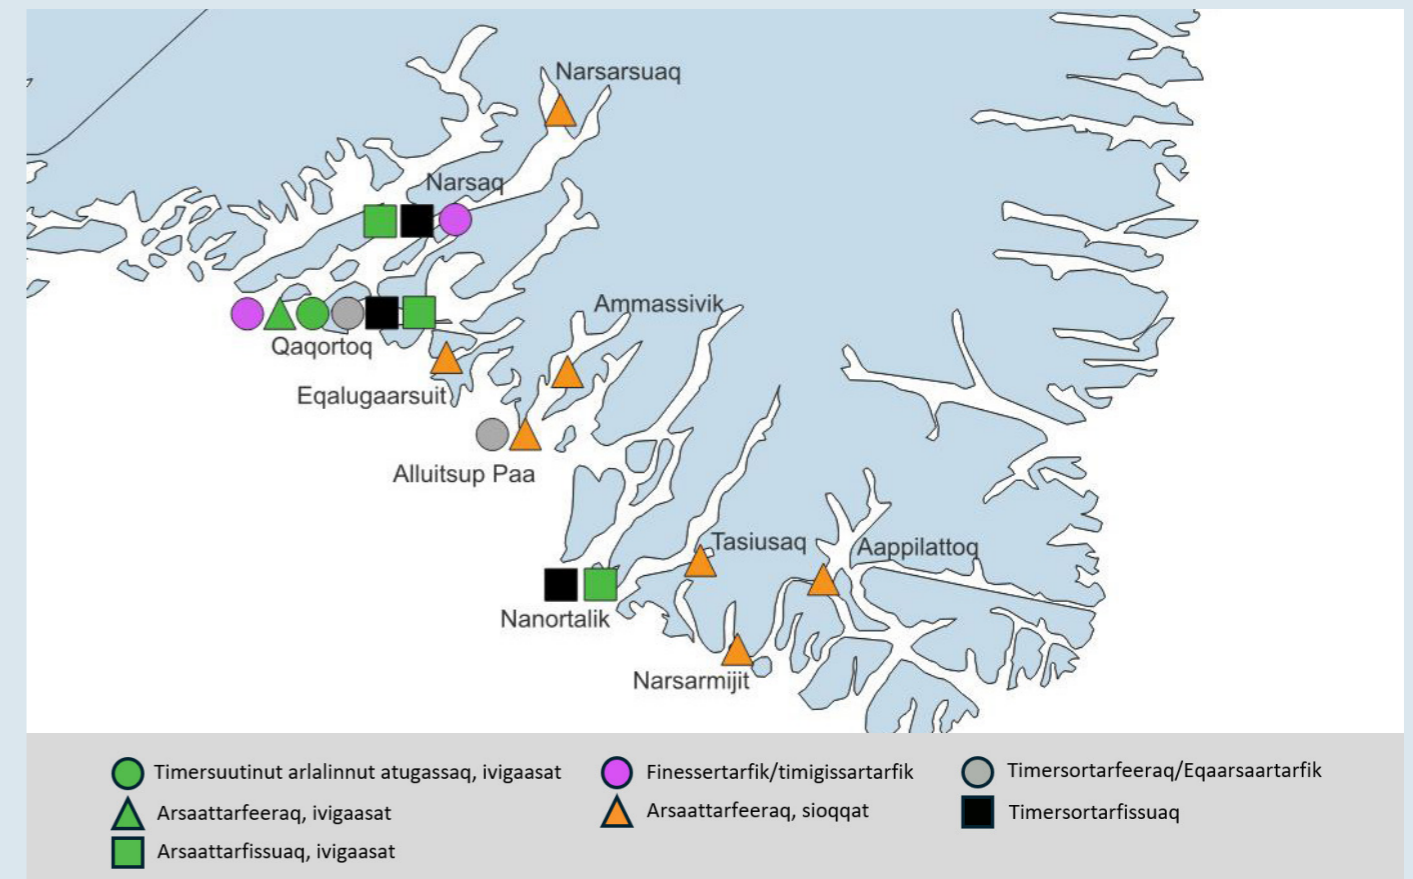 Narsarsuaq
Narsaq
Ammassivik
Qaqortoq
Eqalugaarsuit
Alluitsup Paa
Tasiusaq
Aappilattoq
Nanortalik
Narsarmijit
Timersuutinut arlalinnut atugassaq, ivigaasat
Finessertarfik/timigissartarfik
Timersortarfeeraq/Eqaarsaartarfik
Arsaattarfeeraq, ivigaasat
Arsaattarfeeraq, sioqqat
Timersortarfissuaq
Arsaattarfissuaq, ivigaasat